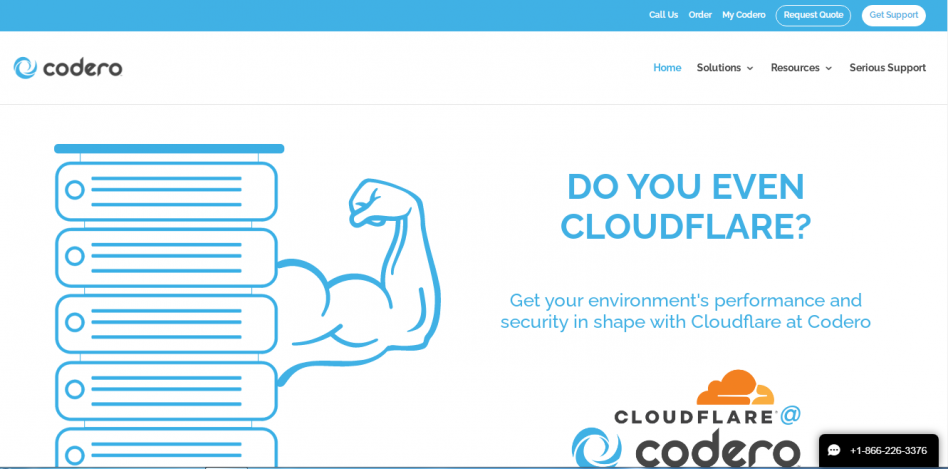 Call Us Order My Codero Request Quote Get Support
codero
Home Solutions Resources Serious Support
DO YOU EVEN
CLOUDFLARE?
Get your environment's performance and
security in shape with Cloudflare at Codero
CLOUDFLARE @
codero
+1-866-226-3376